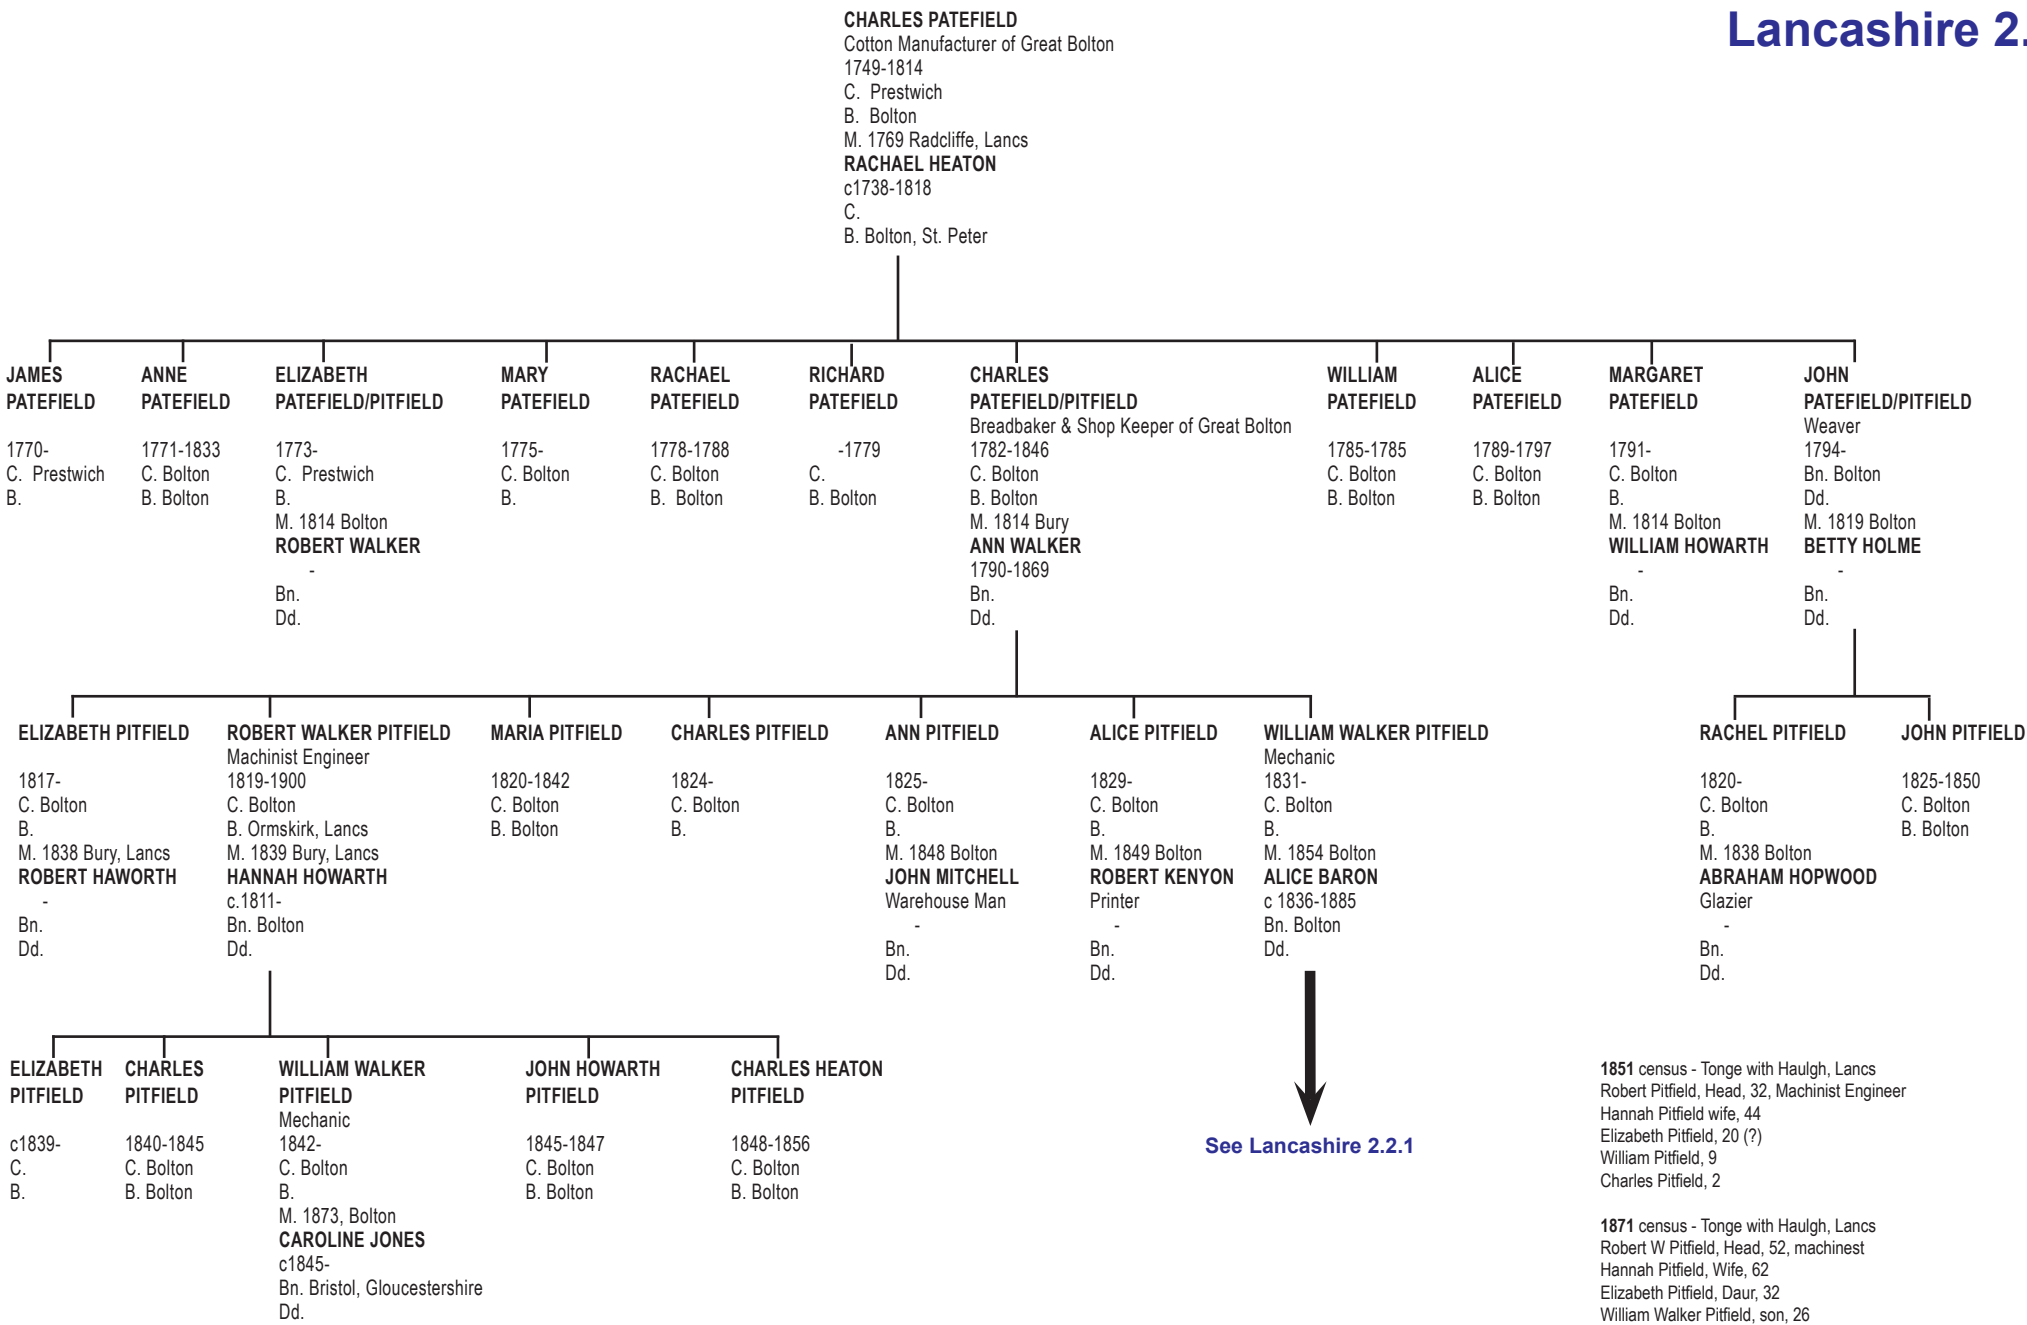 Lancashire 2.
CHARLES PATEFIELD
Cotton Manufacturer of Great Bolton
1749-1814
C. Prestwich
B. Bolton
M. 1769 Radcliffe, Lancs
RACHAEL HEATON
c1738-1818
C.
B. Bolton, St. Peter
JAMES
PATEFIELD
1770-
C. Prestwich
B.
ANNE
PATEFIELD
1771-1833
C. Bolton
B. Bolton
ELIZABETH
PATEFIELD/PITFIELD
1773-
C. Prestwich
B.
M. 1814 Bolton
ROBERT WALKER
-
Bn.
Dd.
MARY
PATEFIELD
1775-
C. Bolton
B.
RACHAEL
PATEFIELD
1778-1788
C. Bolton
B. Bolton
RICHARD
PATEFIELD
-1779
C.
B. Bolton
CHARLES
PATEFIELD/PITFIELD
Breadbaker & Shop Keeper of Great Bolton
1782-1846
C. Bolton
B. Bolton
M. 1814 Bury
ANN WALKER
1790-1869
Bn.
Dd.
WILLIAM
PATEFIELD
1785-1785
C. Bolton
B. Bolton
ALICE
PATEFIELD
1789-1797
C. Bolton
B. Bolton
MARGARET
PATEFIELD
1791-
C. Bolton
B.
M. 1814 Bolton
WILLIAM HOWARTH
-
Bn.
Dd.
JOHN
PATEFIELD/PITFIELD
Weaver
1794-
Bn. Bolton
Dd.
M. 1819 Bolton
BETTY HOLME
-
Bn.
Dd.
ELIZABETH PITFIELD
1817-
C. Bolton
B.
M. 1838 Bury, Lancs
ROBERT HAWORTH
-
Bn.
Dd.
ROBERT WALKER PITFIELD
Machinist Engineer
1819-1900
C. Bolton
B. Ormskirk, Lancs
M. 1839 Bury, Lancs
HANNAH HOWARTH
c.1811-
Bn. Bolton
Dd.
MARIA PITFIELD
1820-1842
C. Bolton
B. Bolton
CHARLES PITFIELD
1824-
C. Bolton
B.
ANN PITFIELD
1825-
C. Bolton
B.
M. 1848 Bolton
JOHN MITCHELL
Warehouse Man
-
Bn.
Dd.
ALICE PITFIELD
1829-
C. Bolton
B.
M. 1849 Bolton
ROBERT KENYON
Printer
-
Bn.
Dd.
WILLIAM WALKER PITFIELD
Mechanic
1831-
C. Bolton
B.
M. 1854 Bolton
ALICE BARON
c 1836-1885
Bn. Bolton
Dd.
RACHEL PITFIELD
1820-
C. Bolton
B.
M. 1838 Bolton
ABRAHAM HOPWOOD
Glazier
-
Bn.
Dd.
JOHN PITFIELD
1825-1850
C. Bolton
B. Bolton
ELIZABETH
PITFIELD
c1839-
C.
B.
CHARLES
PITFIELD
1840-1845
C. Bolton
B. Bolton
WILLIAM WALKER
PITFIELD
Mechanic
1842-
C. Bolton
B.
M. 1873, Bolton
CAROLINE JONES
c1845-
Bn. Bristol, Gloucestershire
Dd.
JOHN HOWARTH
PITFIELD
1845-1847
C. Bolton
B. Bolton
CHARLES HEATON
PITFIELD
1848-1856
C. Bolton
B. Bolton
See Lancashire 2.2.1
1851 census - Tonge with Haulgh, Lancs
Robert Pitfield, Head, 32, Machinist Engineer
Hannah Pitfield wife, 44
Elizabeth Pitfield, 20 (?)
William Pitfield, 9
Charles Pitfield, 2
1871 census - Tonge with Haulgh, Lancs
Robert W Pitfield, Head, 52, machinest
Hannah Pitfield, Wife, 62
Elizabeth Pitfield, Daur, 32
William Walker Pitfield, son, 26